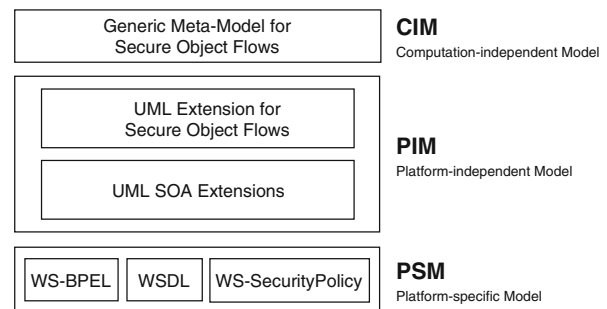 Generic Meta-Model for
Secure Object Flows
CIM
Computation-independent Model
UML Extension for
Secure Object Flows
UML SOA Extensions
PIM
Platform-independent Model
WS-BPEL
WSDL
WS-SecurityPolicy
PSM
Platform-specific Model